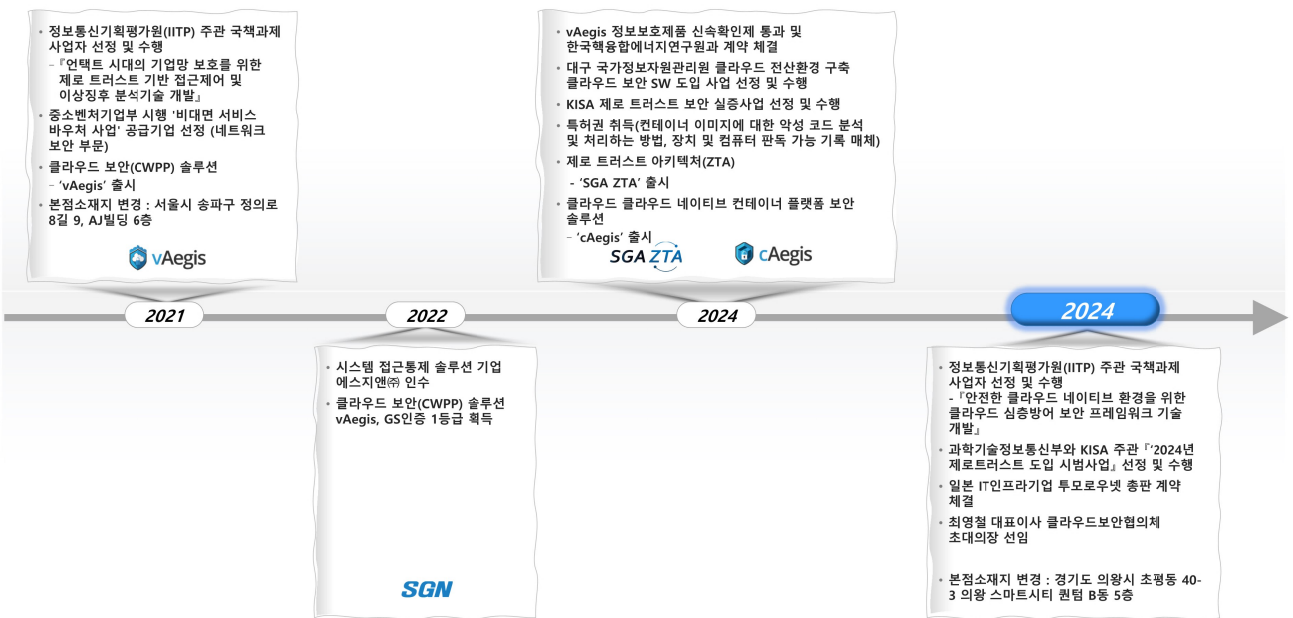 • 정보통신기획평가원(IITP) 주관 국책과제
사업자 선정 및 수행
- 『언택트 시대의 기업망 보호를 위한
제로 트러스트 기반 접근제어 및
이상징후 분석기술 개발』
• 중소벤처기업부 시행 '비대면 서비스
바우처 사업' 공급기업 선정 (네트워크
보안 부문)
• 클라우드 보안(CWPP) 솔루션
- ‘vAegis’ 출시
• 본점소재지 변경 : 서울시 송파구 정의로
8길 9, AJ빌딩 6층
vAegis
2021
2022
• 시스템 접근통제 솔루션 기업
에스지앤㈜ 인수
• 클라우드 보안(CWPP) 솔루션
vAegis, GS인증 1등급 획득
SGN
• vAegis 정보보호제품 신속확인제 통과 및
한국핵융합에너지연구원과 계약 체결
• 대구 국가정보자원관리원 클라우드 전산환경 구축
클라우드 보안 SW 도입 사업 선정 및 수행
• KISA 제로 트러스트 보안 실증사업 선정 및 수행
• 특허권 취득(컨테이너 이미지에 대한 악성 코드 분석
및 처리하는 방법, 장치 및 컴퓨터 판독 가능 기록 매체)
• 제로 트러스트 아키텍처(ZTA)
- ‘SGA ZTA’ 출시
• 클라우드 클라우드 네이티브 컨테이너 플랫폼 보안
솔루션
- ‘cAegis’ 출시
SGA ZTA
cAegis
2024
2024
• 정보통신기획평가원(IITP) 주관 국책과제
사업자 선정 및 수행
- 『안전한 클라우드 네이티브 환경을 위한
클라우드 심층방어 보안 프레임워크 기술
개발』
• 과학기술정보통신부와 KISA 주관 『‘2024년
제로트러스트 도입 시범사업』 선정 및 수행
• 일본 IT인프라기업 투모로우넷 총판 계약
체결
• 최영철 대표이사 클라우드보안협의체
초대의장 선임
• 본점소재지 변경 : 경기도 의왕시 초평동 40-
3 의왕 스마트시티 퀀텀 B동 5층